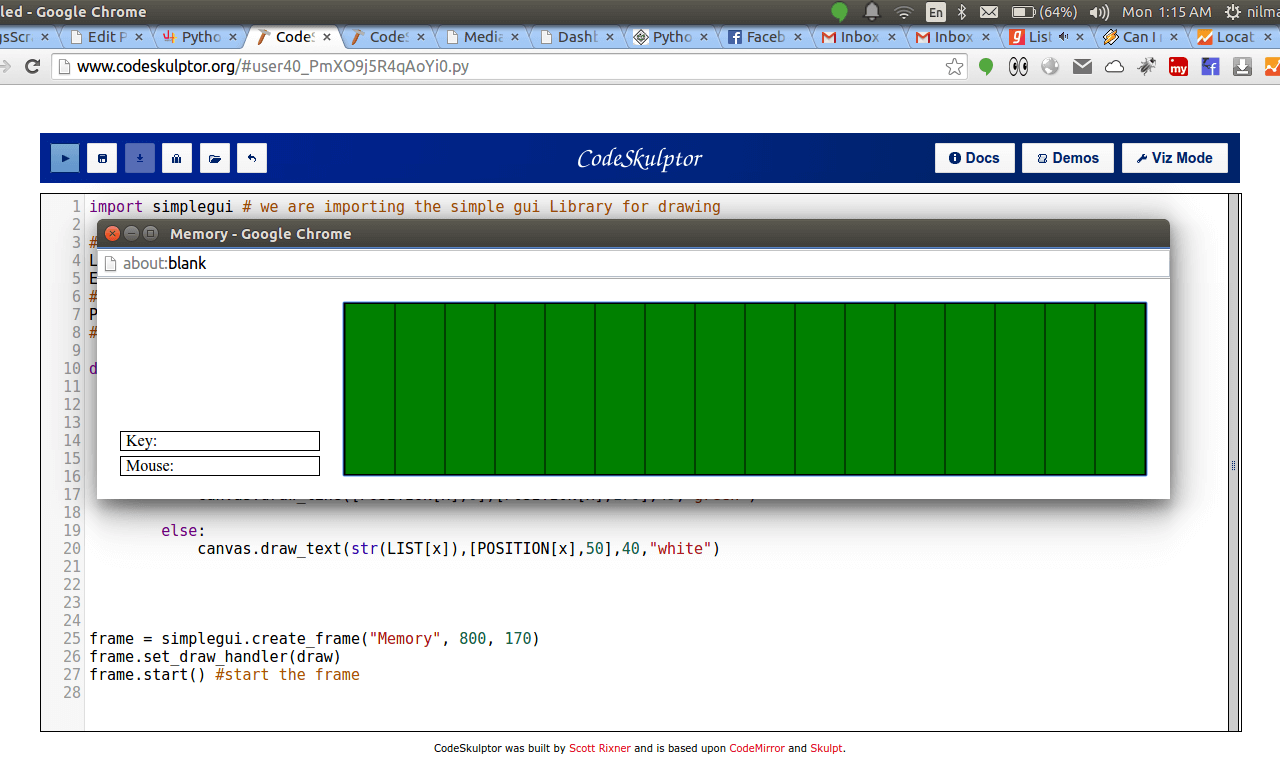 led - Google Chrome En (64%) Mon 1:15 AM nilma
gsScra Edit P Pytho CodeS CodeS Media Dashb Pytho Faceb Inbox Inbox List Can I Locat
www.codeskulptor.org/#user40_PmXO9j5R4qAoYi0.py my
CodeSkulptor Docs Demos Viz Mode
1 import simplegui # we are importing the simple gui Library for drawing
2
Memory - Google Chrome
3 #
about:blank
4 L
5 E
6 #
7 P
8 #
9
10 d
11
12
13
14
Key:
15
Mouse:
16
17
18
19 else:
20 canvas.draw_text(str(LIST[x]),[POSITION[x],50],40,"white")
21
22
23
24
25 frame = simplegui.create_frame("Memory", 800, 170)
26 frame.set_draw_handler(draw)
27 frame.start() #start the frame
28
CodeSkulptor was built by Scott Rixner and is based upon CodeMirror and Skulpt.